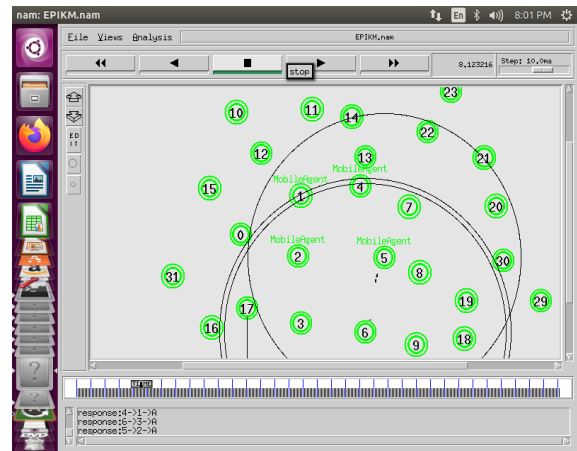 nam: EPIKM.nam
En
8:01 PM
File Views Analysis
EPIKM.nam
stop
8.123216
Step: 10.0ms
ED
IT
23
10
11
14
22
12
13
21
MobileAgent
MobileAgent
15
1
4
7
20
0
MobileAgent
MobileAgent
2
5
30
8
31
19
29
17
16
3
6
18
9
response:4->1->A
response:6->3->A
response:5->2->A
DVD